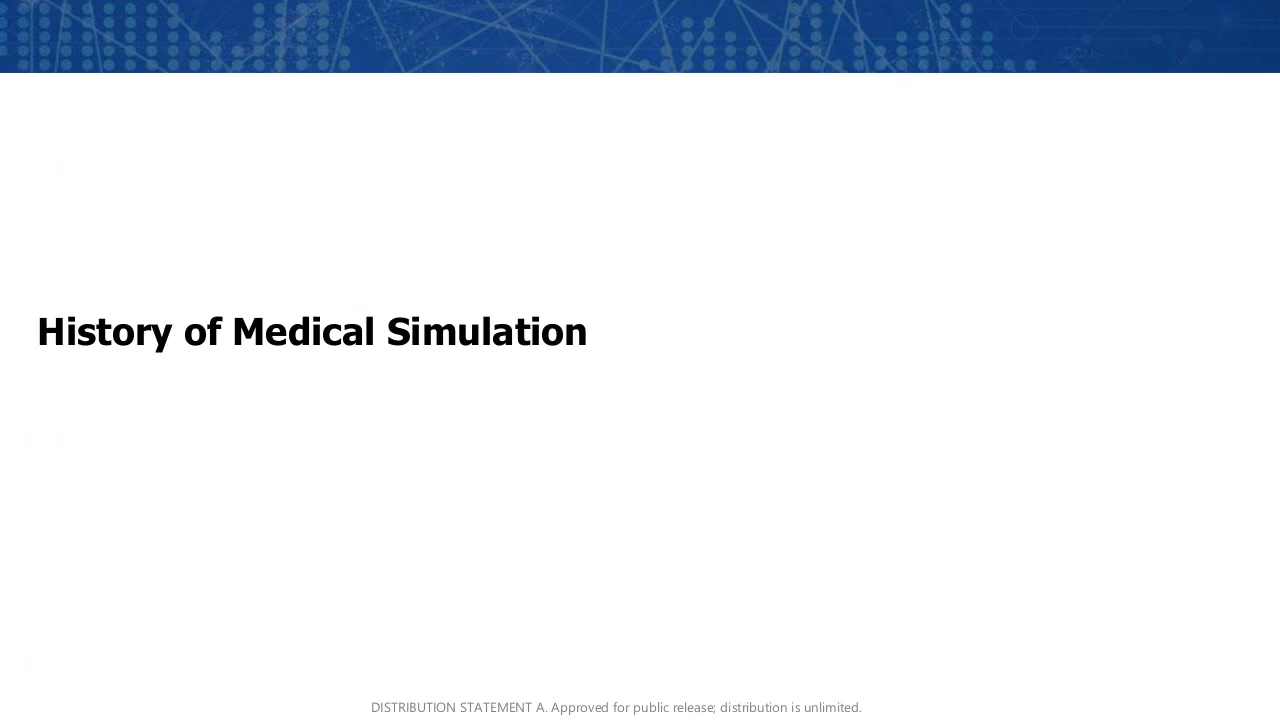 History of Medical Simulation
DISTRIBUTION STATEMENT A. Approved for public release; distribution is unlimited.